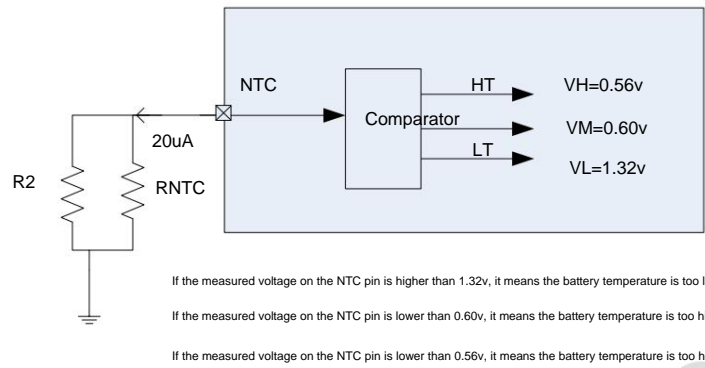 NTC
HT
VH=0.56v
Comparator
VM=0.60v
20uA
LT
VL=1.32v
R2
RNTC
If the measured voltage on the NTC pin is higher than 1.32v, it means the battery temperature is too
If the measured voltage on the NTC pin is lower than 0.60v, it means the battery temperature is too
If the measured voltage on the NTC pin is lower than 0.56v, it means the battery temperature is too